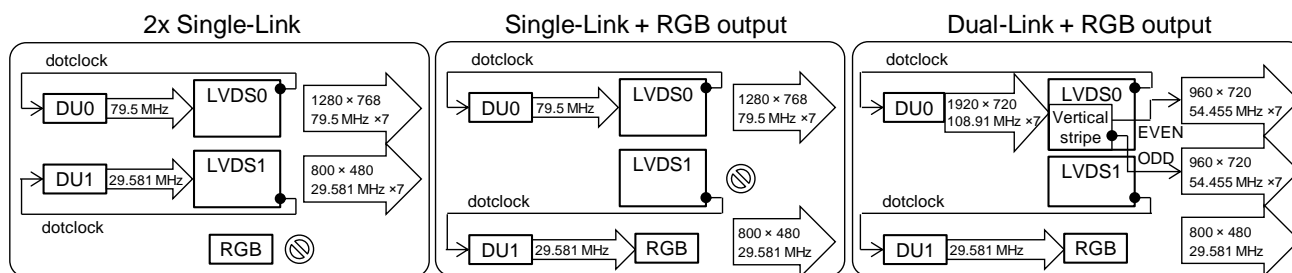 2x Single-Link
dotclock
DU0
79.5 MHz
LVDS0
1280 × 768
79.5 MHz ×7
DU1
29.581 MHz
LVDS1
800 × 480
29.581 MHz ×7
dotclock
RGB
Single-Link + RGB output
dotclock
DU0
79.5 MHz
LVDS0
1280 × 768
79.5 MHz ×7
LVDS1
dotclock
DU1
29.581 MHz
RGB
800 × 480
29.581 MHz
Dual-Link + RGB output
dotclock
DU0
1920 × 720
108.91 MHz ×7
LVDS0
Vertical
stripe
EVEN
960 × 720
54.455 MHz ×7
ODD
LVDS1
960 × 720
54.455 MHz ×7
dotclock
DU1
29.581 MHz
RGB
800 × 480
29.581 MHz